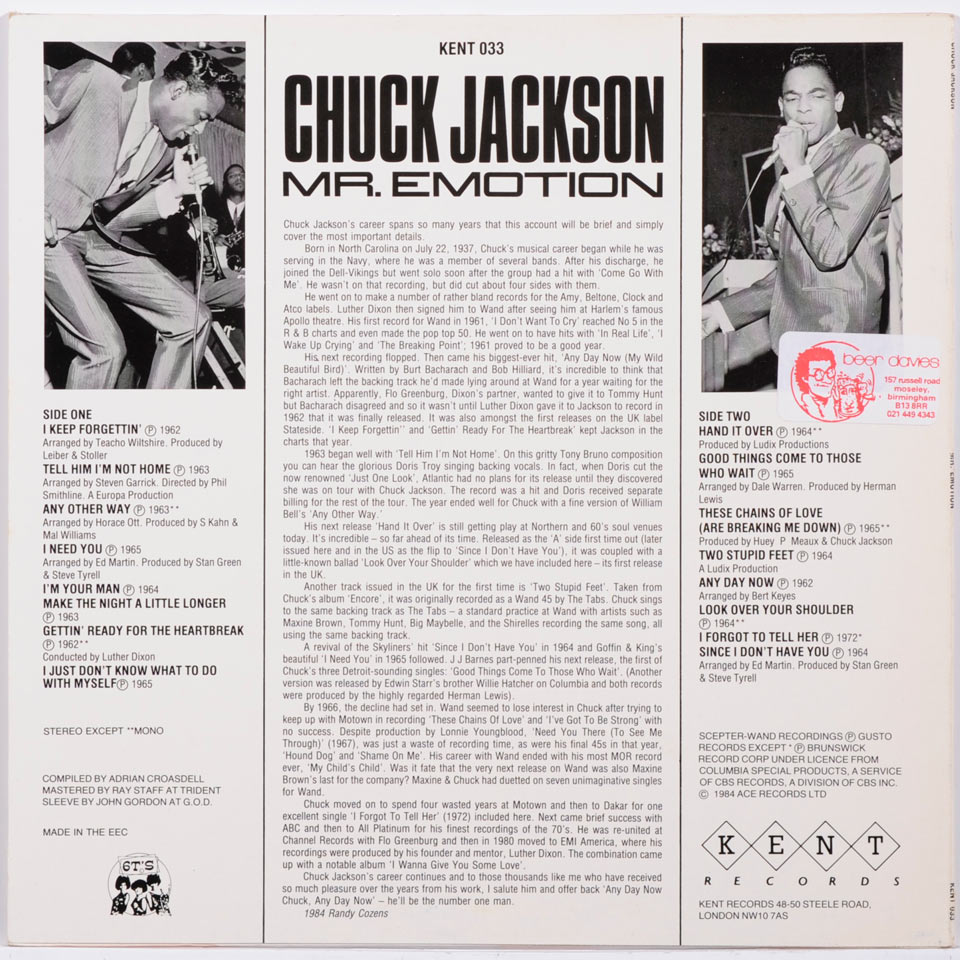 KENT 033
CHUCK JACKSON
MR. EMOTION
SIDE ONE
I KEEP FORGETTIN' Ⓟ 1962
Arranged by Teacho Wiltshire. Produced by
Leiber & Stoller
TELL HIM I'M NOT HOME Ⓟ 1963
Arranged by Steven Garrick. Directed by Phil
Smithline. A Europa Production
ANY OTHER WAY Ⓟ 1963**
Arranged by Horace Ott. Produced by S Kahn &
Mal Williams
I NEED YOU Ⓟ 1965
Arranged by Ed Martin. Produced by Stan Green
& Steve Tyrell
I'M YOUR MAN Ⓟ 1964
MAKE THE NIGHT A LITTLE LONGER
Ⓟ 1963
GETTIN' READY FOR THE HEARTBREAK
Ⓟ 1962**
Conducted by Luther Dixon
I JUST DON'T KNOW WHAT TO DO
WITH MYSELF Ⓟ 1965
STEREO EXCEPT **MONO
COMPILED BY ADRIAN CROASDELL
MASTERED BY RAY STAFF AT TRIDENT
SLEEVE BY JOHN GORDON AT G.O.D.
MADE IN THE EEC
6T'S
Chuck Jackson's career spans so many years that this account will be brief and simply
cover the most important details.
Born in North Carolina on July 22, 1937, Chuck's musical career began while he was
serving in the Navy, where he was a member of several bands. After his discharge, he
joined the Dell-Vikings but went solo soon after the group had a hit with 'Come Go With
Me'. He wasn't on that recording, but did cut about four sides with them.
He went on to make a number of rather bland records for the Amy, Beltone, Clock and
Atco labels. Luther Dixon then signed him to Wand after seeing him at Harlem's famous
Apollo theatre. His first record for Wand in 1961, 'I Don't Want To Cry' reached No 5 in the
R & B charts and even made the pop top 50. He went on to have hits with 'In Real Life', 'I
Wake Up Crying' and 'The Breaking Point'; 1961 proved to be a good year.
His next recording flopped. Then came his biggest-ever hit, 'Any Day Now (My Wild
Beautiful Bird)'. Written by Burt Bacharach and Bob Hilliard, it's incredible to think that
Bacharach left the backing track he'd made lying around at Wand for a year waiting for the
right artist. Apparently, Flo Greenburg, Dixon's partner, wanted to give it to Tommy Hunt
but Bacharach disagreed and so it wasn't until Luther Dixon gave it to Jackson to record in
1962 that it was finally released. It was also amongst the first releases on the UK label
Stateside. 'I Keep Forgettin'' and 'Gettin' Ready For The Heartbreak' kept Jackson in the
charts that year.
1963 began well with 'Tell Him I'm Not Home'. On this gritty Tony Bruno composition
you can hear the glorious Doris Troy singing backing vocals. In fact, when Doris cut the
now renowned 'Just One Look', Atlantic had no plans for its release until they discovered
she was on tour with Chuck Jackson. The record was a hit and Doris received separate
billing for the rest of the tour. The year ended well for Chuck with a fine version of William
Bell's 'Any Other Way.'
His next release 'Hand It Over' is still getting play at Northern and 60's soul venues
today. It's incredible – so far ahead of its time. Released as the 'A' side first time out (later
issued here and in the US as the flip to 'Since I Don't Have You'), it was coupled with a
little-known ballad 'Look Over Your Shoulder' which we have included here – its first release
in the UK.
Another track issued in the UK for the first time is 'Two Stupid Feet'. Taken from
Chuck's album 'Encore', it was originally recorded as a Wand 45 by The Tabs. Chuck sings
to the same backing track as The Tabs – a standard practice at Wand with artists such as
Maxine Brown, Tommy Hunt, Big Maybelle, and the Shirelles recording the same song, all
using the same backing track.
A revival of the Skyliners' hit 'Since I Don't Have You' in 1964 and Goffin & King's
beautiful 'I Need You' in 1965 followed. J J Barnes part-penned his next release, the first of
Chuck's three Detroit-sounding singles: 'Good Things Come To Those Who Wait'. (Another
version was released by Edwin Starr's brother Willie Hatcher on Columbia and both records
were produced by the highly regarded Herman Lewis).
By 1966, the decline had set in. Wand seemed to lose interest in Chuck after trying to
keep up with Motown in recording 'These Chains Of Love' and 'I've Got To Be Strong' with
no success. Despite production by Lonnie Youngblood, 'Need You There (To See Me
Through)' (1967), was just a waste of recording time, as were his final 45s in that year,
'Hound Dog' and 'Shame On Me'. His career with Wand ended with his most MOR record
ever, 'My Child's Child'. Was it fate that the very next release on Wand was also Maxine
Brown's last for the company? Maxine & Chuck had duetted on seven unimaginative singles
for Wand.
Chuck moved on to spend four wasted years at Motown and then to Dakar for one
excellent single 'I Forgot To Tell Her' (1972) included here. Next came brief success with
ABC and then to All Platinum for his finest recordings of the 70's. He was re-united at
Channel Records with Flo Greenburg and then in 1980 moved to EMI America, where his
recordings were produced by his founder and mentor, Luther Dixon. The combination came
up with a notable album 'I Wanna Give You Some Love'.
Chuck Jackson's career continues and to those thousands like me who have received
so much pleasure over the years from his work, I salute him and offer back 'Any Day Now
Chuck, Any Day Now' – he'll be the number one man.
1984 Randy Cozens
beer davies
157 russell road
moseley,
birmingham
B13 8RR
021 449 4343
SIDE TWO
HAND IT OVER Ⓟ 1964**
Produced by Ludix Productions
GOOD THINGS COME TO THOSE
WHO WAIT Ⓟ 1965
Arranged by Dale Warren. Produced by Herman
Lewis
THESE CHAINS OF LOVE
(ARE BREAKING ME DOWN) Ⓟ 1965**
Produced by Huey P Meaux & Chuck Jackson
TWO STUPID FEET Ⓟ 1964
A Ludix Production
ANY DAY NOW Ⓟ 1962
Arranged by Bert Keyes
LOOK OVER YOUR SHOULDER
Ⓟ 1964**
I FORGOT TO TELL HER Ⓟ 1972*
SINCE I DON'T HAVE YOU Ⓟ 1964
Arranged by Ed Martin. Produced by Stan Green
& Steve Tyrell
SCEPTER-WAND RECORDINGS Ⓟ GUSTO
RECORDS EXCEPT * Ⓟ BRUNSWICK
RECORD CORP UNDER LICENCE FROM
COLUMBIA SPECIAL PRODUCTS, A SERVICE
OF CBS RECORDS, A DIVISION OF CBS INC.
© 1984 ACE RECORDS LTD
KENT
RECORDS
KENT RECORDS 48-50 STEELE ROAD,
LONDON NW10 7AS
CHUCK JACKSON
MR. EMOTION
KENT 033